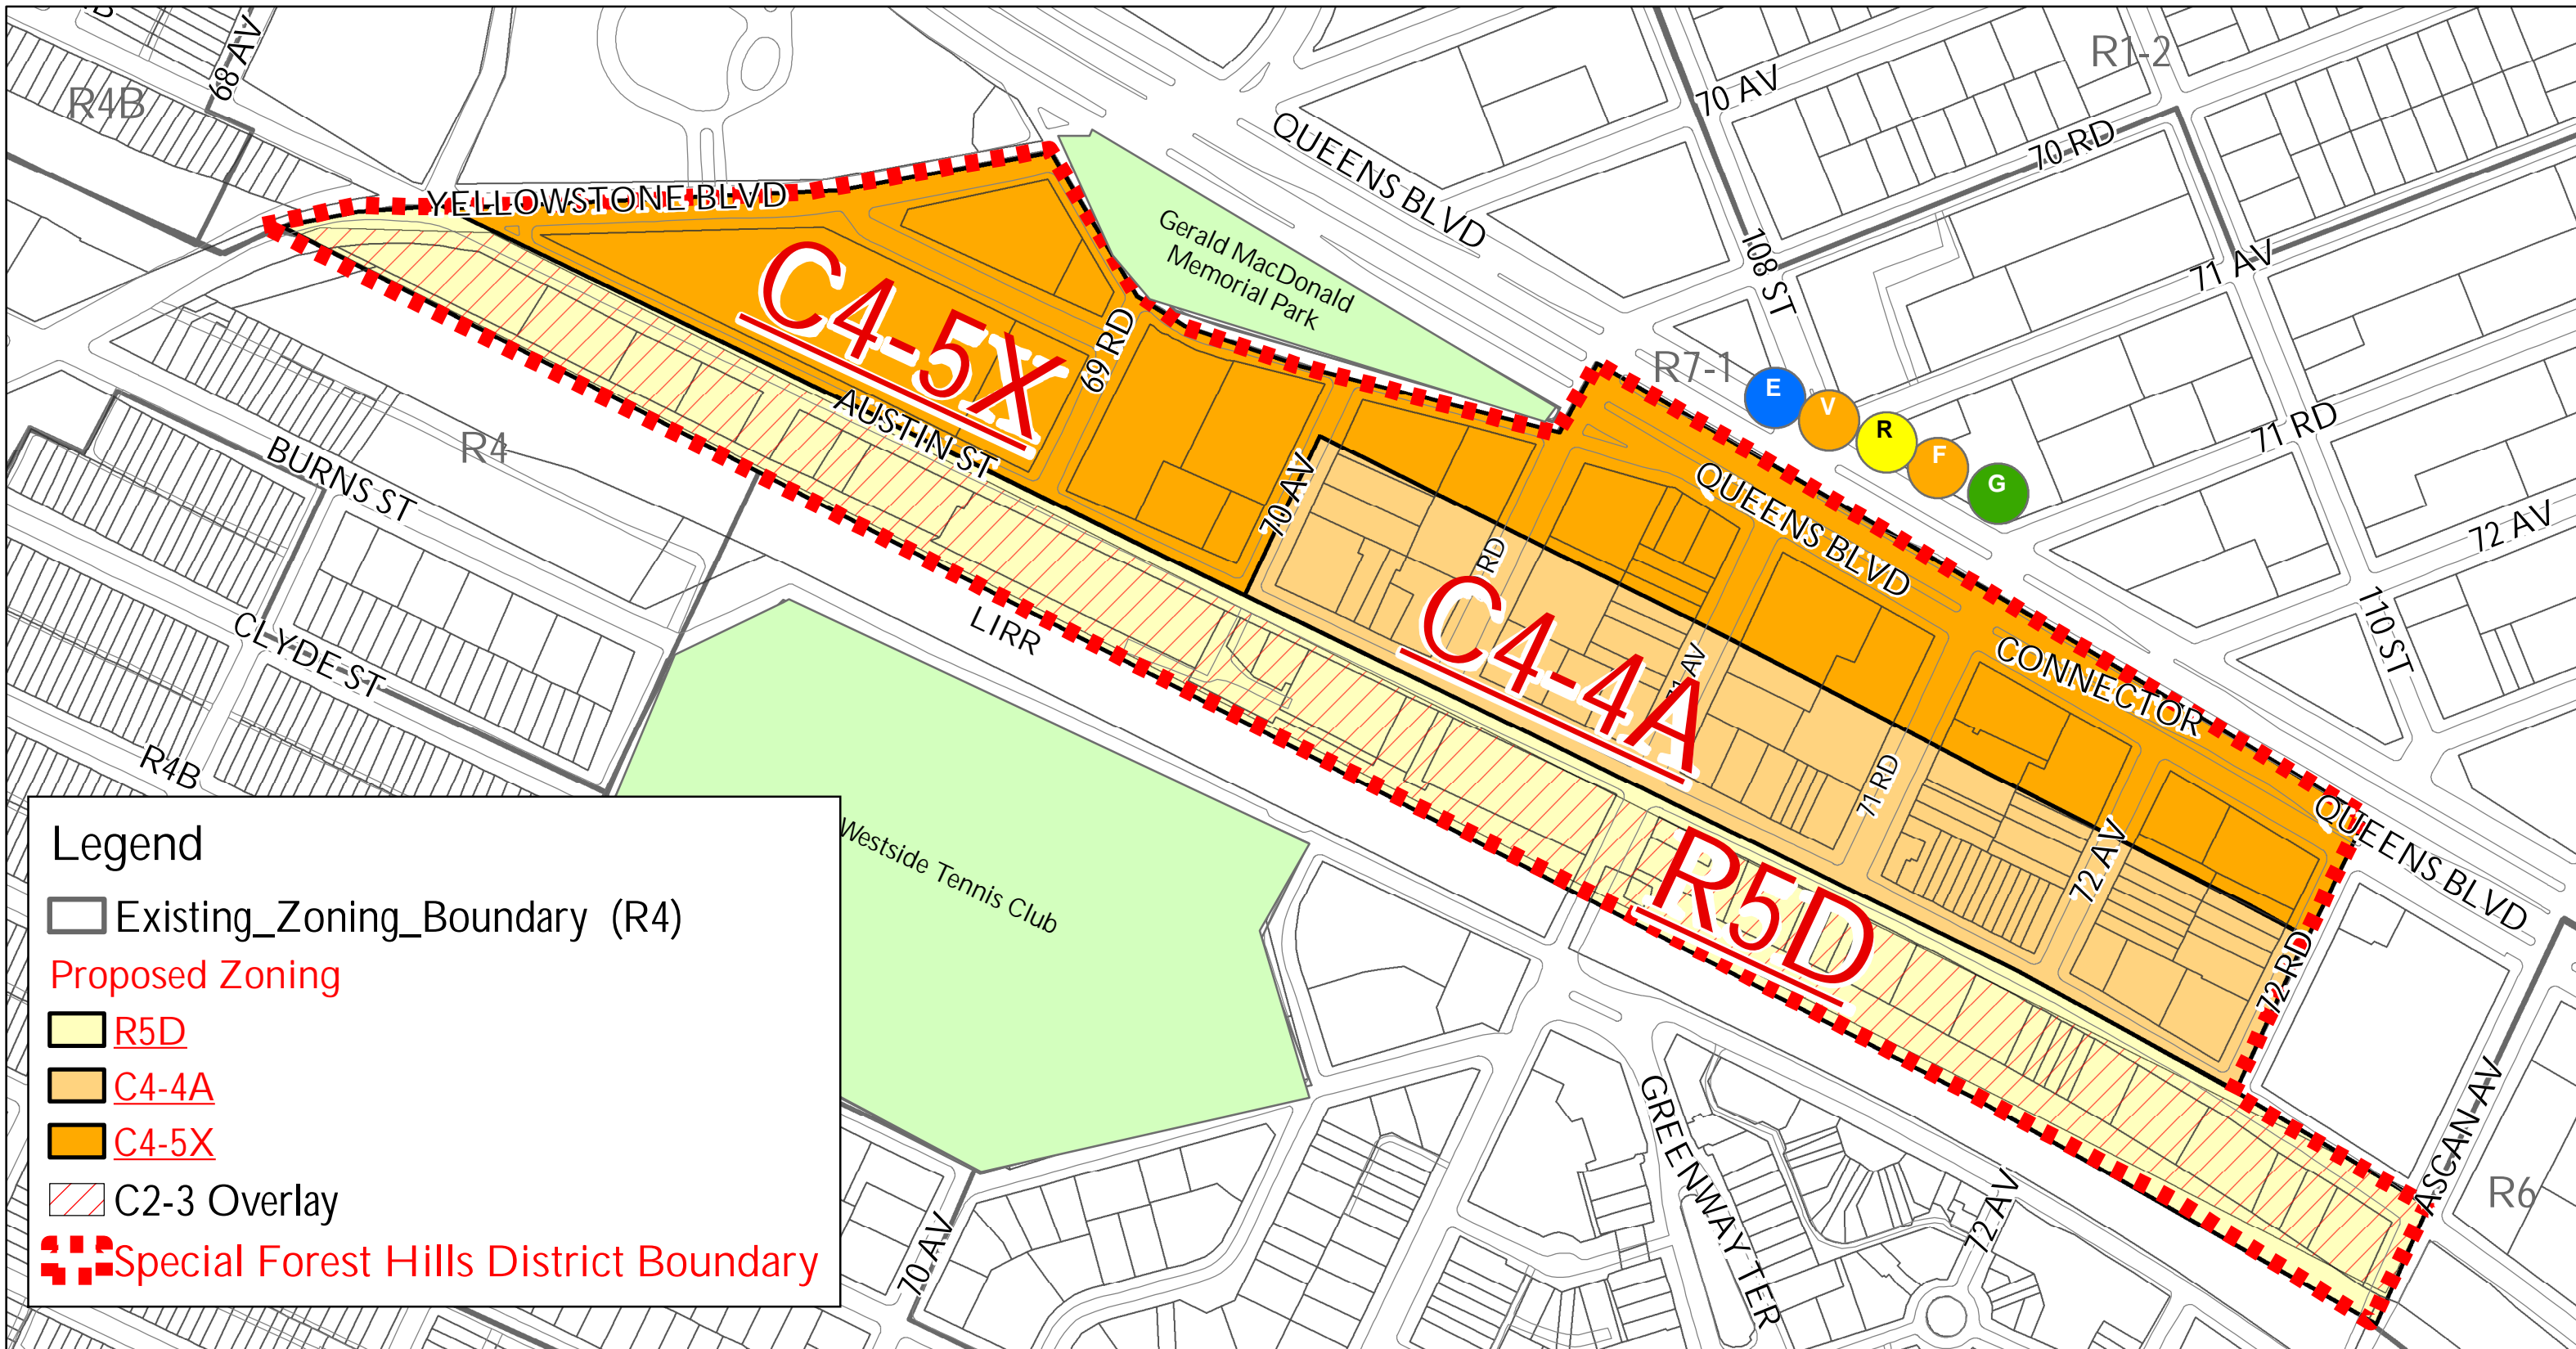 68 AV
R4B
R1-2
70 AV
QUEENS BLVD
70 RD
YELLOWSTONE BLVD
Gerald MacDonald
Memorial Park
108 ST
71 AV
C4-5X
69 RD
R7-1
E
V
R
F
G
AUSTIN ST
R4
BURNS ST
70 AV
71 RD
QUEENS BLVD
72 AV
RD
C4-4A
71 AV
LIRR
CLYDE ST
110 ST
CONNECTOR
R4B
71 RD
QUEENS BLVD
72 AV
R5D
Westside Tennis Club
72 RD
ASCAN AV
R6
GREENWAY TER
72 AV
70 AV
Legend
Existing_Zoning_Boundary (R4)
Proposed Zoning
R5D
C4-4A
C4-5X
C2-3 Overlay
Special Forest Hills District Boundary